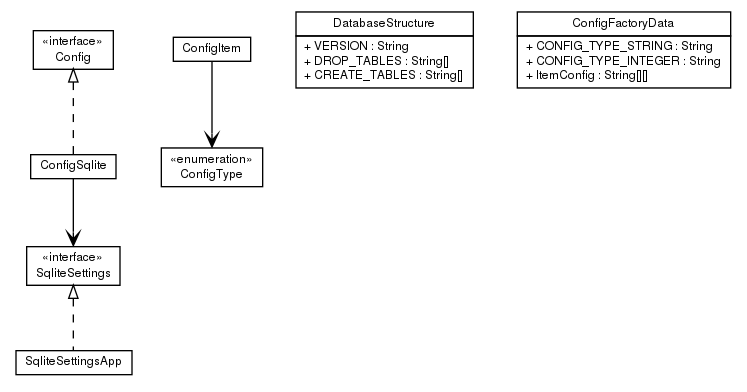 «interface»
Config
ConfigSqlite
«interface»
SqliteSettings
SqliteSettingsApp
ConfigItem
«enumeration»
ConfigType
DatabaseStructure
+ VERSION : String
+ DROP_TABLES : String[]
+ CREATE_TABLES : String[]
ConfigFactoryData
+ CONFIG_TYPE_STRING : String
+ CONFIG_TYPE_INTEGER : String
+ ItemConfig : String[][]